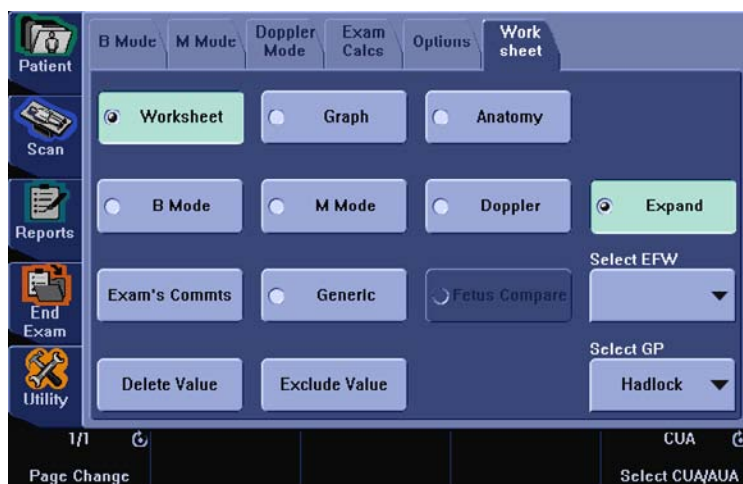 Patient
Scan
Reports
End
Exam
Utility
B Mode
M Mode
Doppler
Mode
Exam
Calcs
Options
Work
sheet
Worksheet
Graph
Anatomy
B Mode
M Mode
Doppler
Expand
Exam's Commts
Generic
Fetus Compare
Select EFW
Delete Value
Exclude Value
Select GP
Hadlock
1/1
CUA
Page Change
Select CUA/AUA